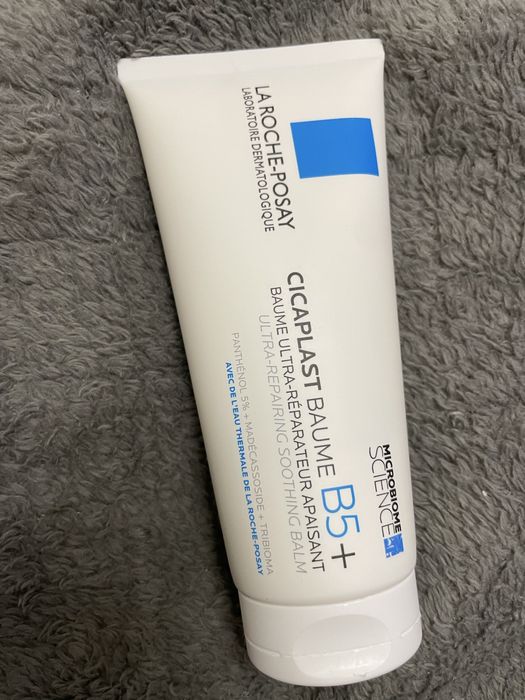 LA ROCHE-POSAY
LABORATOIRE DERMATOLOGIQUE
CICAPLAST BAUME B5+
BAUME ULTRA-RÉPARATEUR APAISANT
ULTRA-REPAIRING SOOTHING BALM
PANTHÉNOL 5% + MADÉCASSOSIDE + TRIBIOMA
AVEC DE L'EAU THERMALE DE LA ROCHE-POSAY
MICROBIOME
SCIENCE